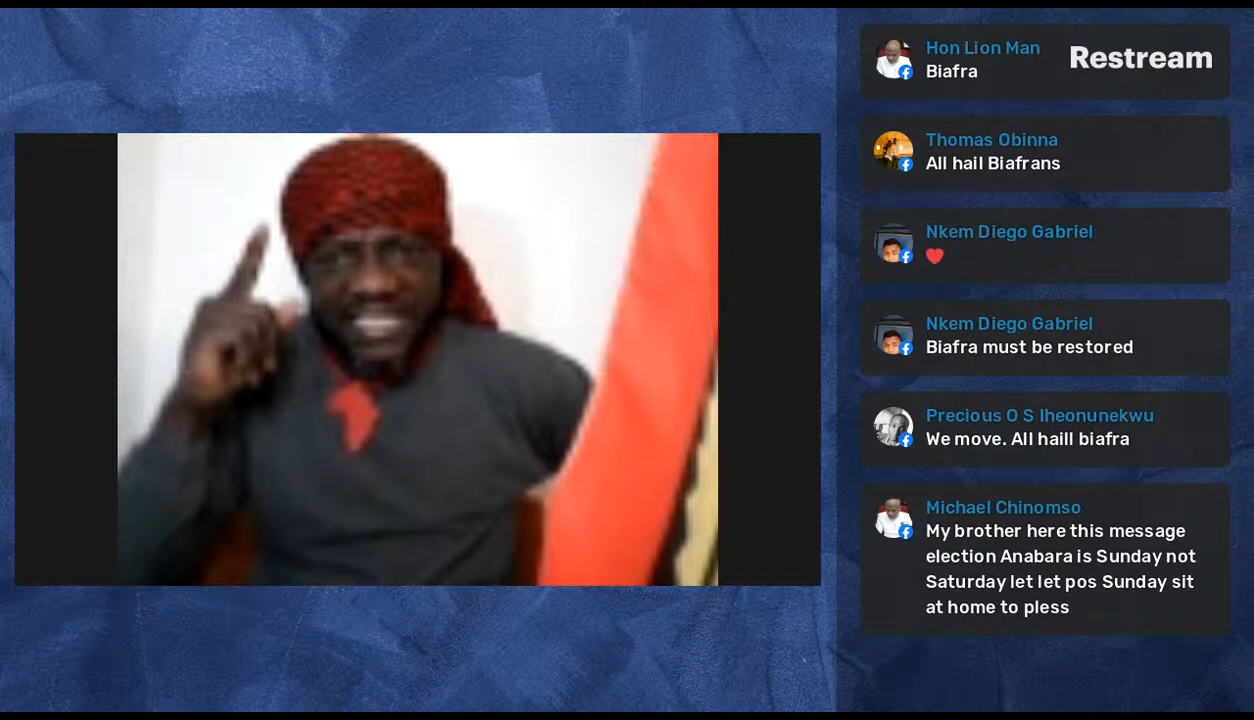 Hon Lion Man
Restream
Biafra
Thomas Obinna
All hail Biafrans
Nkem Diego Gabriel
❤️
Nkem Diego Gabriel
Biafra must be restored
Precious O S Iheonunekwu
We move. All haill biafra
Michael Chinomso
My brother here this message
election Anabara is Sunday not
Saturday let let pos Sunday sit
at home to pless